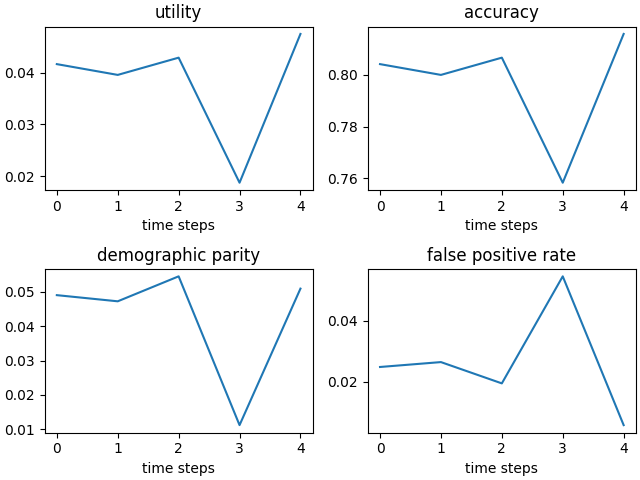 utility
0.04
0.03
0.02
0 1 2 3 4
time steps
accuracy
0.80
0.78
0.76
0 1 2 3 4
time steps
demographic parity
0.05
0.04
0.03
0.02
0.01
0 1 2 3 4
time steps
false positive rate
0.04
0.02
0 1 2 3 4
time steps